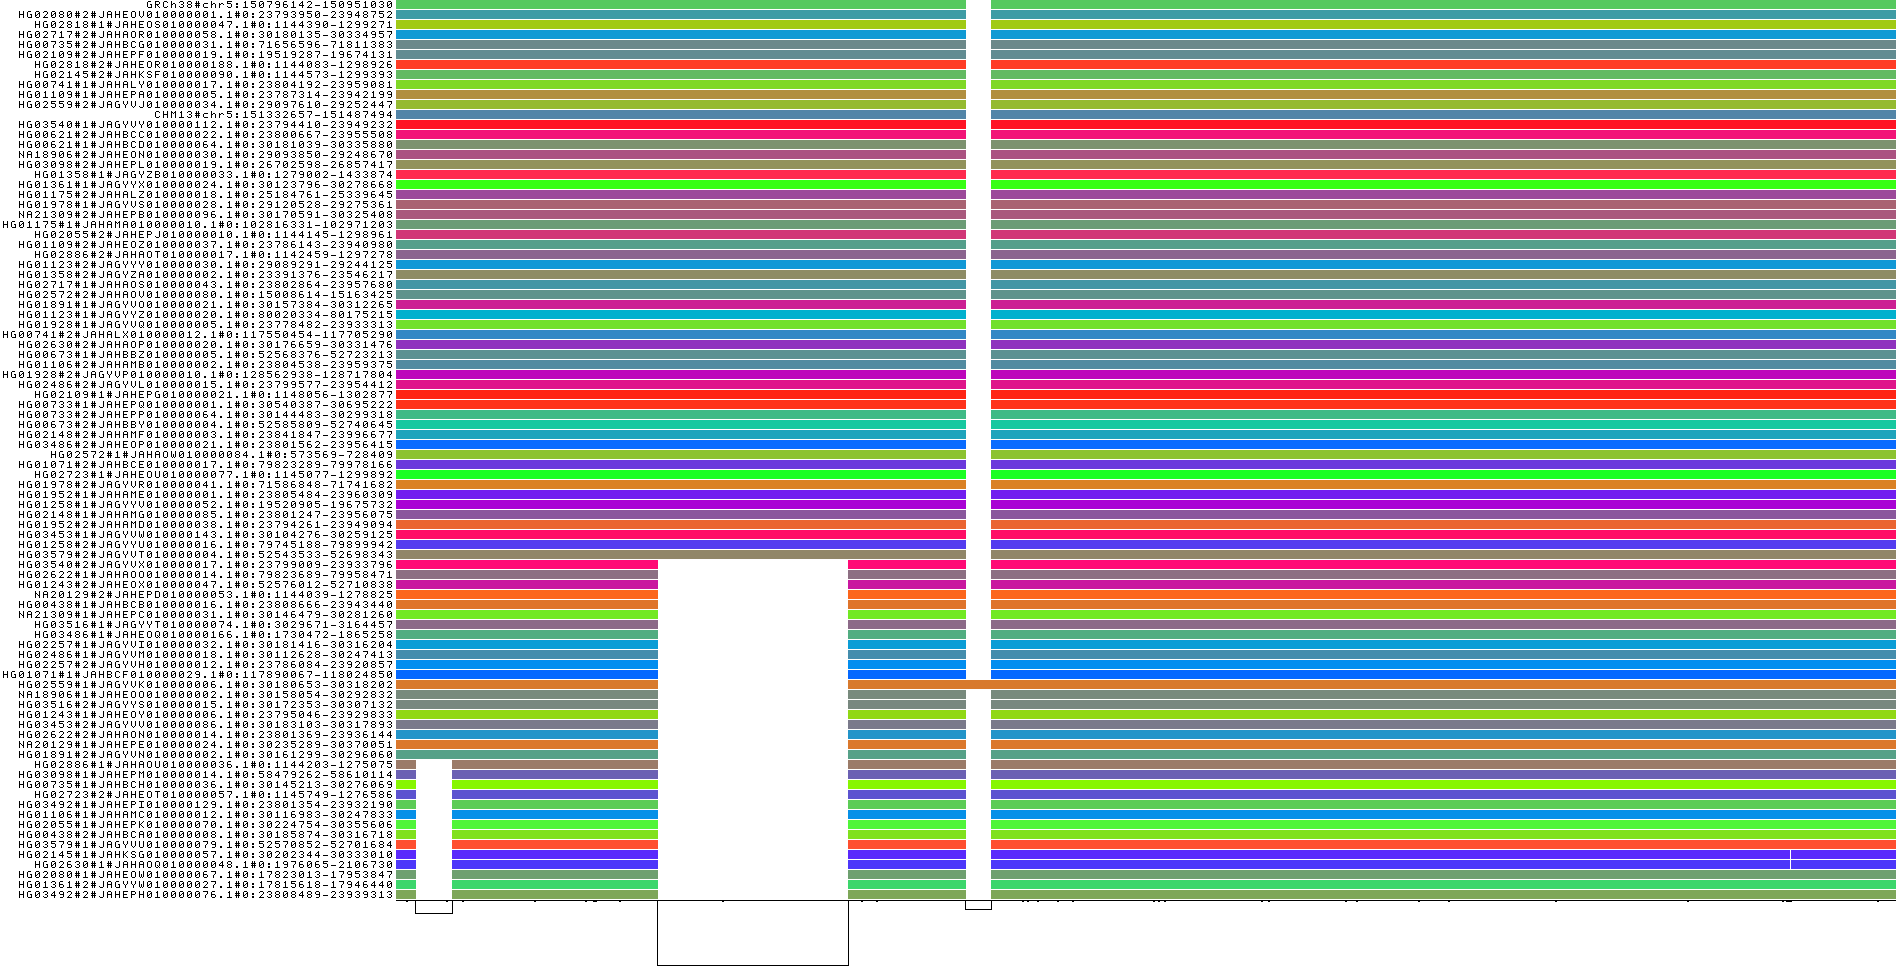 GRCh38#chr5:150796142-150951030
HG02080#2#JAHEOV010000001.1#0:23793950-23948752
HG02818#1#JAHEOS010000047.1#0:1144390-1299271
HG02717#1#JAHAOR010000058.1#0:30180135-30334957
HG00735#2#JAHBCG010000031.1#0:71656596-71811383
HG02109#2#JAHEPF010000019.1#0:19519287-19674131
HG02818#2#JAHEOR010000188.1#0:1144083-1298926
HG02145#2#JAHKSF010000090.1#0:1144573-1299393
HG00741#1#JAHALY010000017.1#0:23804192-23959081
HG01109#1#JAHEPA010000005.1#0:23787314-23942199
HG02559#2#JAGYVJ010000034.1#0:29097610-29252447
CHM13#chr5:151332657-151487494
HG03540#1#JAGYVY010000112.1#0:23794410-23949232
HG00621#1#JAHBCC010000022.1#0:23800667-23955508
HG00621#2#JAHBCD010000064.1#0:30181039-30335880
NA18906#2#JAHEON010000030.1#0:29093850-29248670
HG03098#1#JAHEPL010000019.1#0:26702598-26857417
HG01358#1#JAGYZB010000033.1#0:1279002-1433874
HG01361#1#JAGYYX010000024.1#0:30123796-30278668
HG01175#2#JAHALZ010000018.1#0:25184761-25339645
HG01978#1#JAGYVS010000028.1#0:29120528-29275361
NA21309#2#JAHEPB010000096.1#0:30170591-30325408
HG01175#1#JAHAMA010000010.1#0:102816331-102971203
HG02055#2#JAHEPJ010000010.1#0:1144145-1298961
HG01109#2#JAHEOZ010000037.1#0:23786143-23940980
HG02886#2#JAHAOT010000017.1#0:1142459-1297278
HG01123#2#JAGYYY010000030.1#0:29089291-29244125
HG01358#2#JAGYZA010000002.1#0:23391376-23546217
HG02717#2#JAHAOS010000043.1#0:23802864-23957680
HG02572#2#JAHAOV010000080.1#0:15008614-15163425
HG01891#1#JAGYVO010000021.1#0:30157384-30312265
HG01123#1#JAGYYZ010000020.1#0:80020334-80175215
HG01928#1#JAGYVQ010000005.1#0:23778482-23933313
HG00741#2#JAHALX010000012.1#0:117550454-117705290
HG02630#2#JAHAOP010000020.1#0:30176659-30331476
HG00673#1#JAHBBZ010000005.1#0:52568376-52723213
HG01106#2#JAHAMB010000002.1#0:23804538-23959375
HG01928#2#JAGYVP010000010.1#0:128562938-128717804
HG02486#2#JAGYVL010000015.1#0:23799577-23954412
HG02109#1#JAHEPG010000021.1#0:1148056-1302877
HG00733#1#JAHEPQ010000001.1#0:30540387-30695222
HG00733#2#JAHEPP010000064.1#0:30144483-30299318
HG00673#2#JAHBBY010000004.1#0:52585809-52740645
HG02148#2#JAHAMF010000003.1#0:23841847-23996677
HG03486#2#JAHEOP010000021.1#0:23801562-23956415
HG02572#1#JAHAOW010000084.1#0:573569-728409
HG01071#2#JAHBCE010000017.1#0:79823289-79978166
HG02723#1#JAHEOU010000077.1#0:1145077-1299892
HG01978#2#JAGYVR010000041.1#0:71586848-71741682
HG01952#1#JAHAME010000001.1#0:23805484-23960309
HG01258#1#JAGYYV010000052.1#0:19520905-19675732
HG02148#1#JAHAMG010000085.1#0:23801247-23956075
HG01952#2#JAHAMD010000038.1#0:23794261-23949094
HG03453#1#JAGYVW010000143.1#0:30104276-30259125
HG01258#2#JAGYYU010000016.1#0:79745188-79899942
HG03579#2#JAGYVT010000004.1#0:52543533-52698343
HG03540#2#JAGYVX010000017.1#0:23799009-23933796
HG02622#1#JAHAOO010000014.1#0:79823689-79958471
HG01243#2#JAHEOX010000047.1#0:52576012-52710838
NA20129#2#JAHEPD010000053.1#0:1144039-1278825
HG00438#2#JAHBCB010000016.1#0:23808666-23943440
NA21309#1#JAHEPC010000031.1#0:30146479-30281260
HG03516#1#JAGYYT010000074.1#0:3029671-3164457
HG03486#1#JAHEOQ010000166.1#0:1730472-1865258
HG02257#1#JAGYVI010000032.1#0:30181416-30316204
HG02486#1#JAGYVM010000018.1#0:30112628-30247413
HG02257#2#JAGYVH010000012.1#0:23786084-23920857
HG01071#1#JAHBCF010000029.1#0:117890067-118024850
HG02559#1#JAGYVK010000006.1#0:30180653-30318202
NA18906#1#JAHEOO010000002.1#0:30158054-30292832
HG03516#2#JAGYYS010000015.1#0:30172353-30307132
HG01243#1#JAHEOY010000006.1#0:23795046-23929833
HG03453#2#JAGYVV010000086.1#0:30183103-30317893
HG02622#2#JAHAON010000014.1#0:23801369-23936144
NA20129#1#JAHEPE010000024.1#0:30235289-30370051
HG01891#2#JAGYVN010000002.1#0:30161299-30296060
HG02886#1#JAHAOU010000036.1#0:1144203-1275075
HG03098#2#JAHEPM010000014.1#0:58479262-58610114
HG00735#1#JAHBCH010000036.1#0:30145213-30276069
HG02723#2#JAHEOT010000057.1#0:1145749-1276586
HG03492#1#JAHEPI010000129.1#0:23801354-23932190
HG01106#1#JAHAMC010000012.1#0:30116983-30247833
HG02055#1#JAHEPK010000070.1#0:30224754-30355606
HG00438#1#JAHBCA010000008.1#0:30185874-30316718
HG03579#1#JAGYVU010000079.1#0:52570852-52701684
HG02145#1#JAHKSG010000057.1#0:30202344-30333010
HG02630#1#JAHAOQ010000048.1#0:1976065-2106730
HG02080#1#JAHEOW010000067.1#0:17823013-17953847
HG01361#2#JAGYYW010000027.1#0:17815618-17946440
HG03492#2#JAHEPH010000076.1#0:23808489-23939313